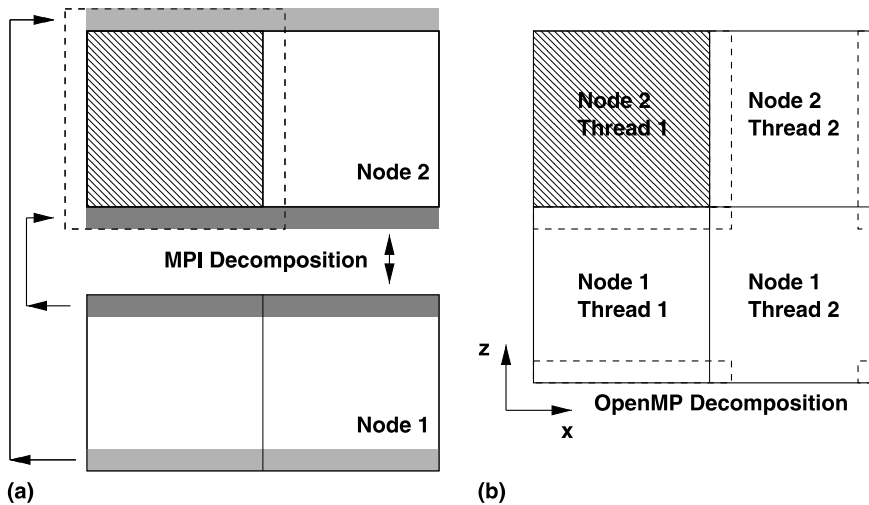 Node 2
MPI Decomposition
Node 1
(a)
Node 2
Thread 1
Node 2
Thread 2
Node 1
Thread 1
Node 1
Thread 2
z
x
OpenMP Decomposition
(b)